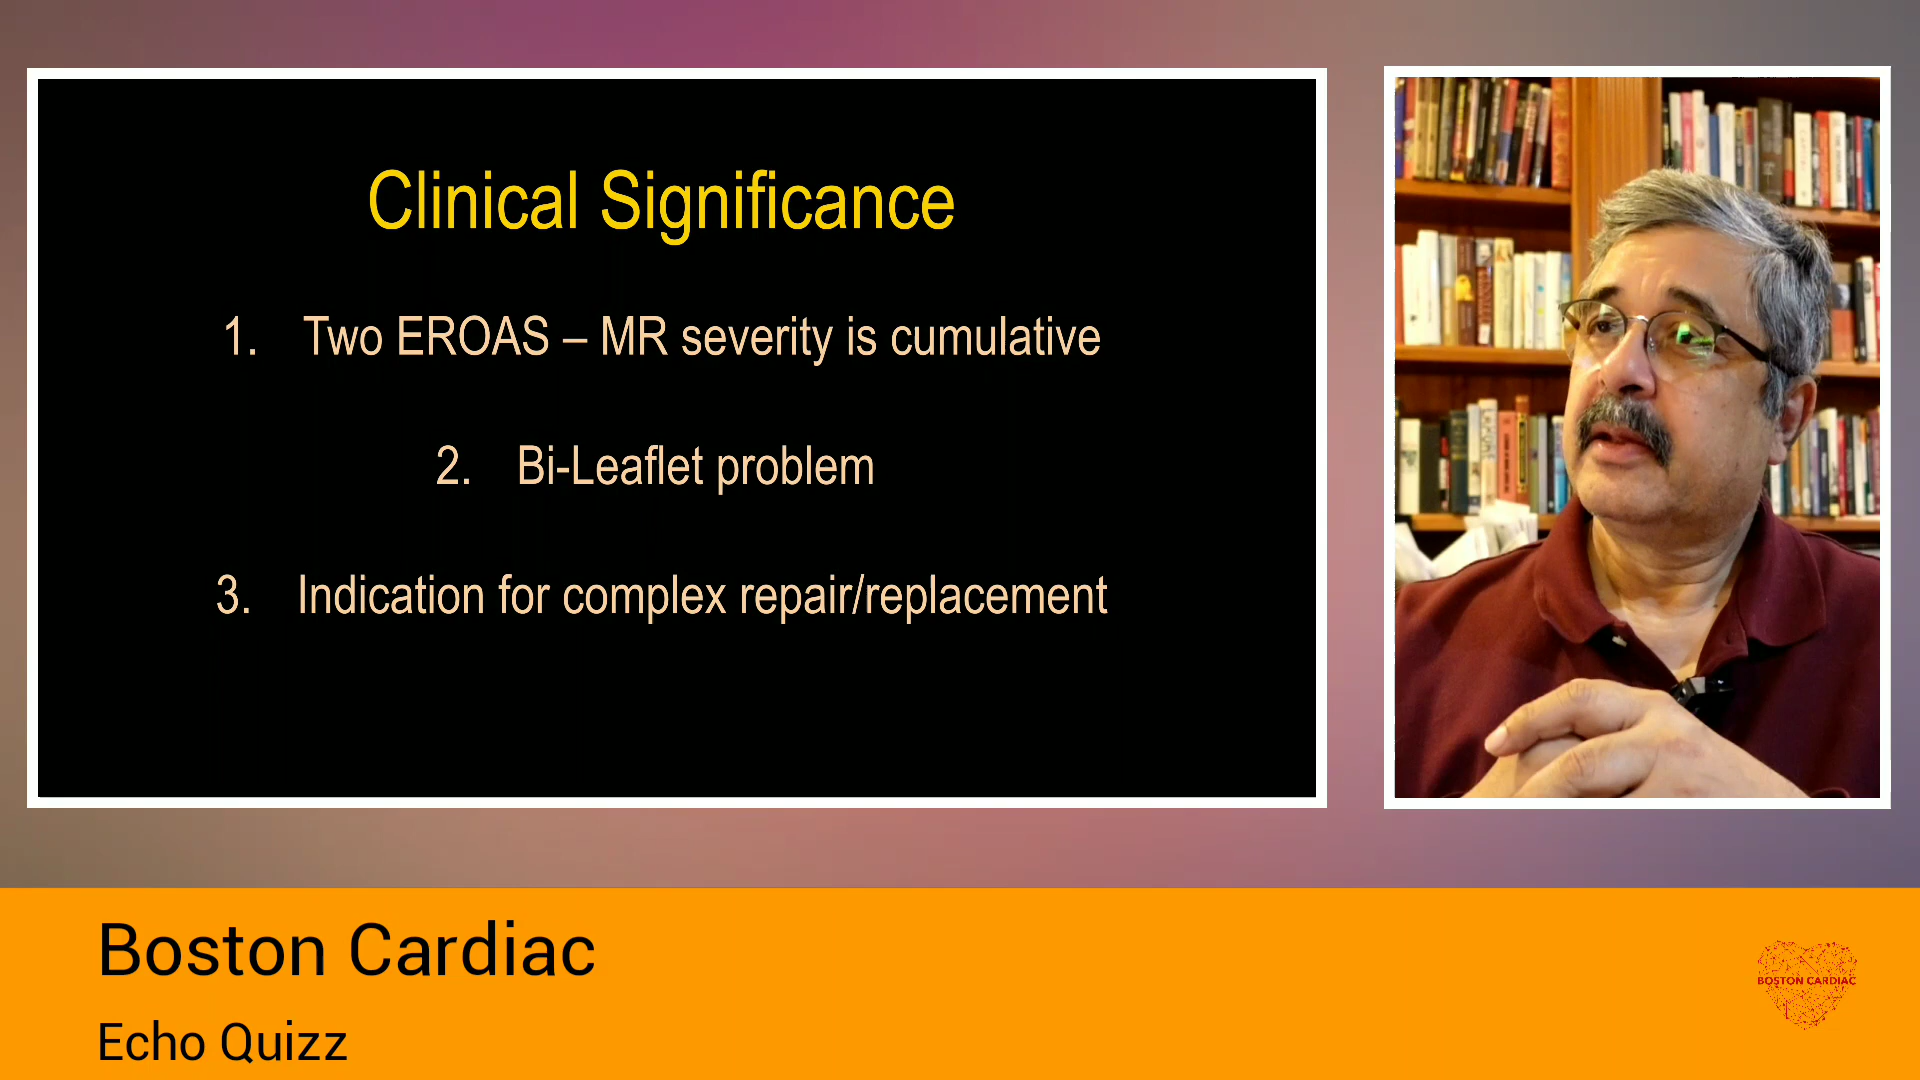 Clinical Significance
1. Two EROAS – MR severity is cumulative
2. Bi-Leaflet problem
3. Indication for complex repair/replacement
Boston Cardiac
Echo Quizz
BOSTON CARDIAC